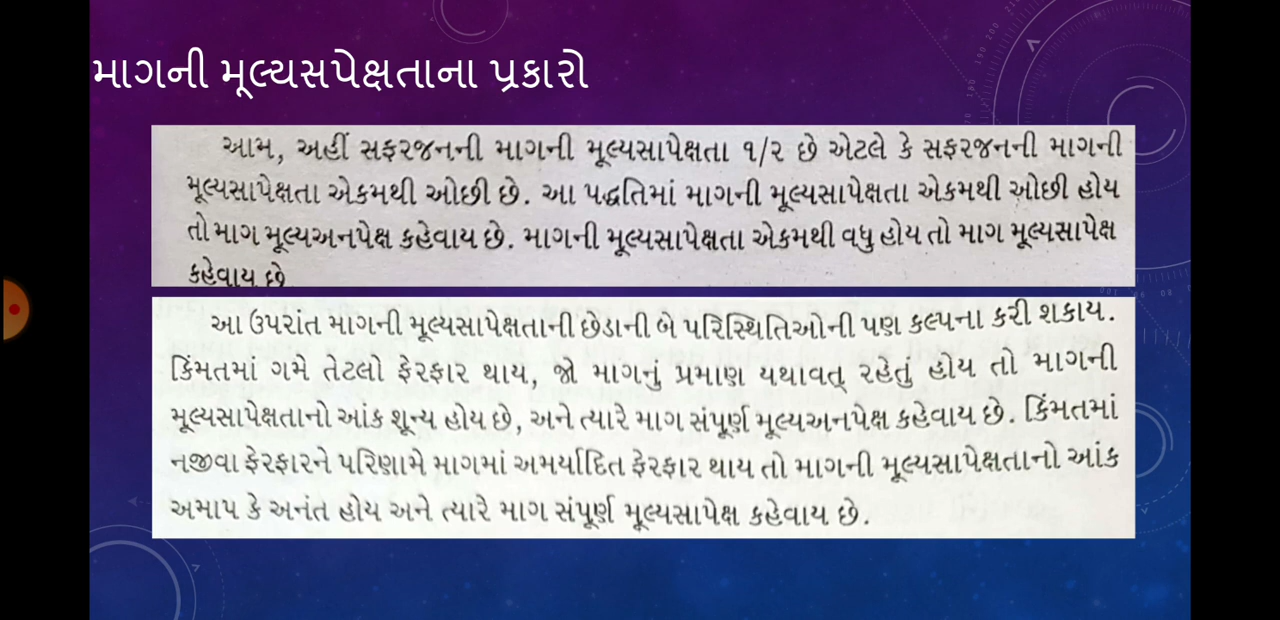 માગની મૂલ્યસપેક્ષતાના પ્રકારો
આમ, અહીં સફરજનની માગની મૂલ્યસાપેક્ષતા ૧/૨ છે એટલે કે સફરજનની માગની
મૂલ્યસાપેક્ષતા એકમથી ઓછી છે. આ પદ્ધતિમાં માગની મૂલ્યસાપેક્ષતા એકમથી ઓછી હોય
તો માગ મૂલ્યઅનપેક્ષ કહેવાય છે. માગની મૂલ્યસાપેક્ષતા એકમથી વધુ હોય તો માગ મૂલ્યસાપેક્ષ
કહેવાય છે
આ ઉપરાંત માગની મૂલ્યસાપેક્ષતાની છેડાની બે પરિસ્થિતિઓની પણ કલ્પના કરી શકાય.
કિંમતમાં ગમે તેટલો ફેરફાર થાય, જો માગનું પ્રમાણ યથાવત્ રહેતું હોય તો માગની
મૂલ્યસાપેક્ષતાનો આંક શૂન્ય હોય છે, અને ત્યારે માગ સંપૂર્ણ મૂલ્યઅનપેક્ષ કહેવાય છે. કિંમતમાં
નજીવા ફેરફારને પરિણામે માગમાં અમર્યાદિત ફેરફાર થાય તો માગની મૂલ્યસાપેક્ષતાનો આંક
અમાપ કે અનંત હોય અને ત્યારે માગ સંપૂર્ણ મૂલ્યસાપેક્ષ કહેવાય છે.